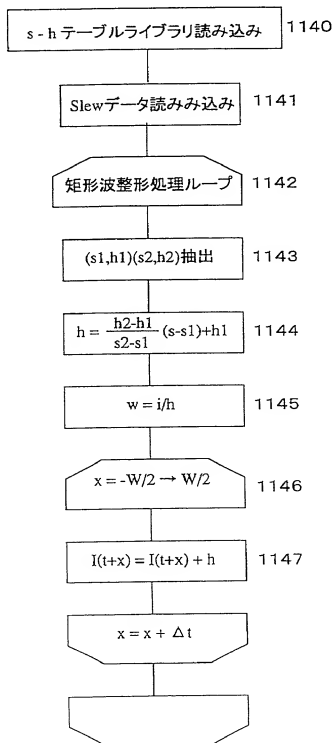 s - h テーブルライブラリ読み込み 1140
Slewデータ読みみ込み 1141
矩形波整形処理ループ 1142
(s1,h1)(s2,h2)抽出 1143
h = \frac{h2-h1}{s2-s1} (s-s1)+h1 1144
w = i/h 1145
x = -W/2 → W/2 1146
I(t+x) = I(t+x) + h 1147
x = x + Δt